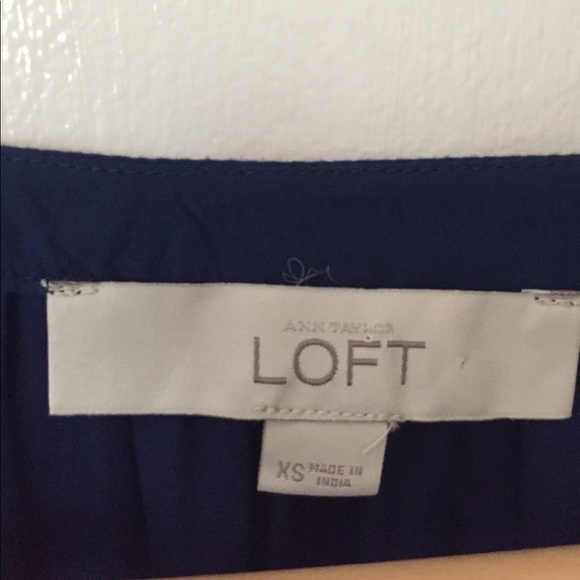 ANN TAYLOR
LOFT
XS MADE IN
INDIA